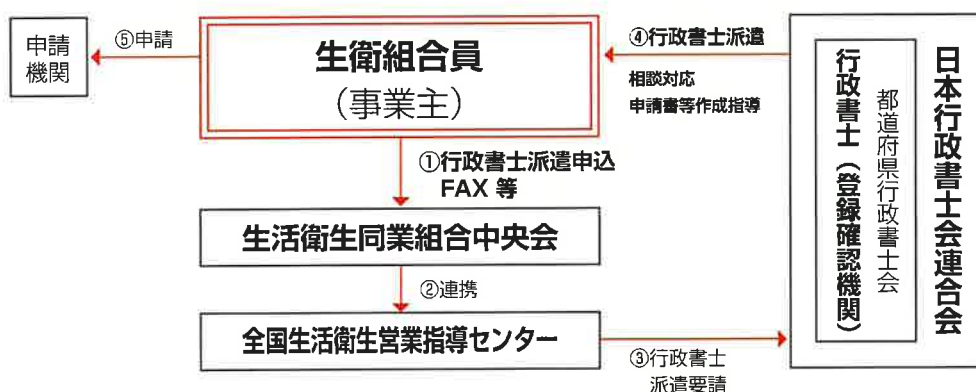 申請
機関
⑤申請
生衛組合員
（事業主）
④行政書士派遣
相談対応
申請書等作成指導
①行政書士派遣申込
FAX 等
生活衛生同業組合中央会
②連携
全国生活衛生営業指導センター
③行政書士
派遣要請
日本行政書士会連合会
都道府県行政書士会
行政書士（登録確認機関）